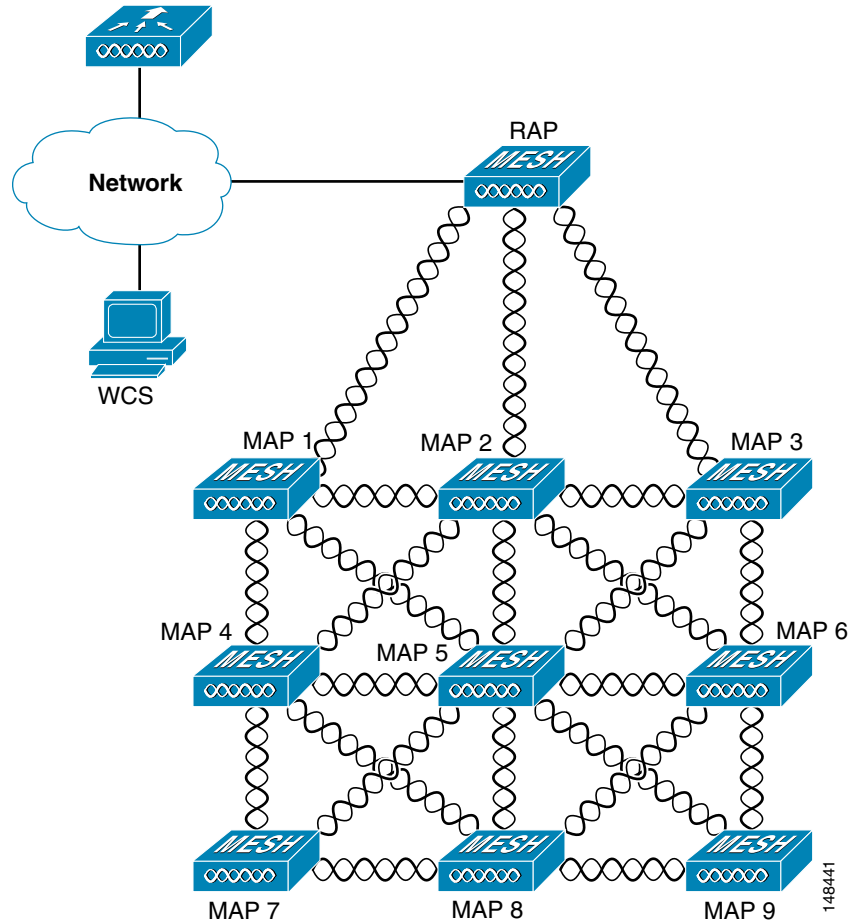 RAP
MESH
Network
WCS
MAP 1
MAP 2
MAP 3
MESH
MESH
MESH
MAP 4
MAP 5
MAP 6
MESH
MESH
MESH
MESH
MESH
MESH
MAP 7
MAP 8
MAP 9
148441